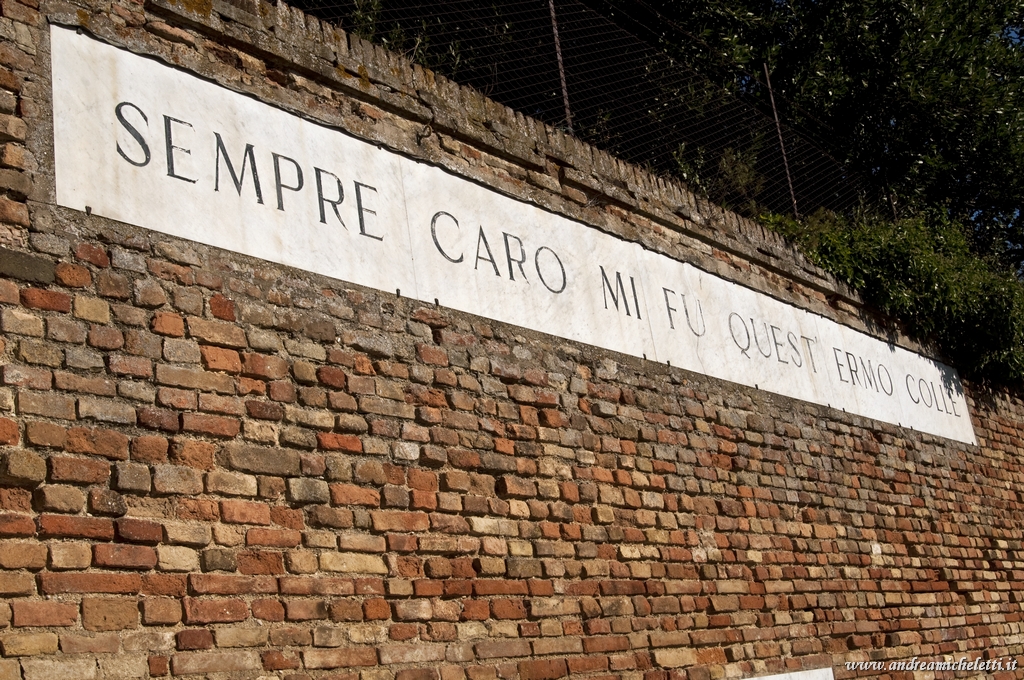 SEMPRE CARO MI FU QUEST' ERMO COLLE
www.andreamicheletti.it